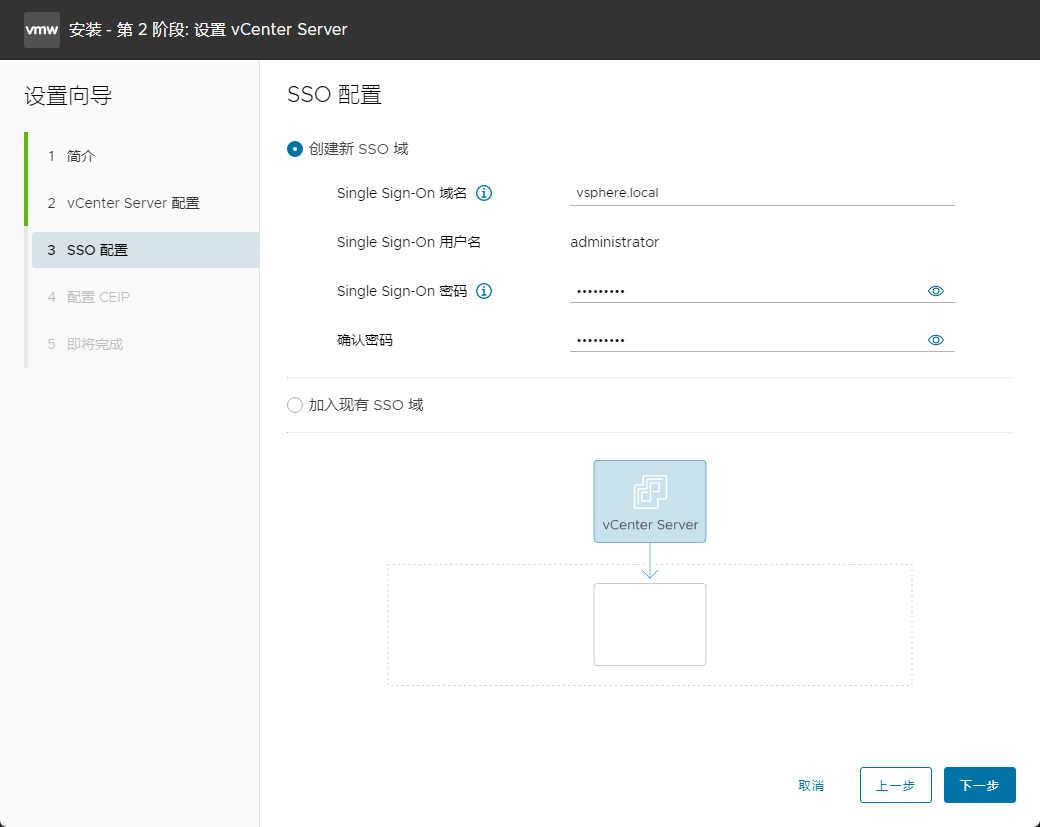 vmw 安装 - 第 2 阶段: 设置 vCenter Server
设置向导
1 简介
2 vCenter Server 配置
3 SSO 配置
4 配置 CEIP
5 即将完成
SSO 配置
创建新 SSO 域
Single Sign-On 域名 vsphere.local
Single Sign-On 用户名 administrator
Single Sign-On 密码 •••••••••
确认密码 •••••••••
加入现有 SSO 域
vCenter Server
取消 上一步 下一步